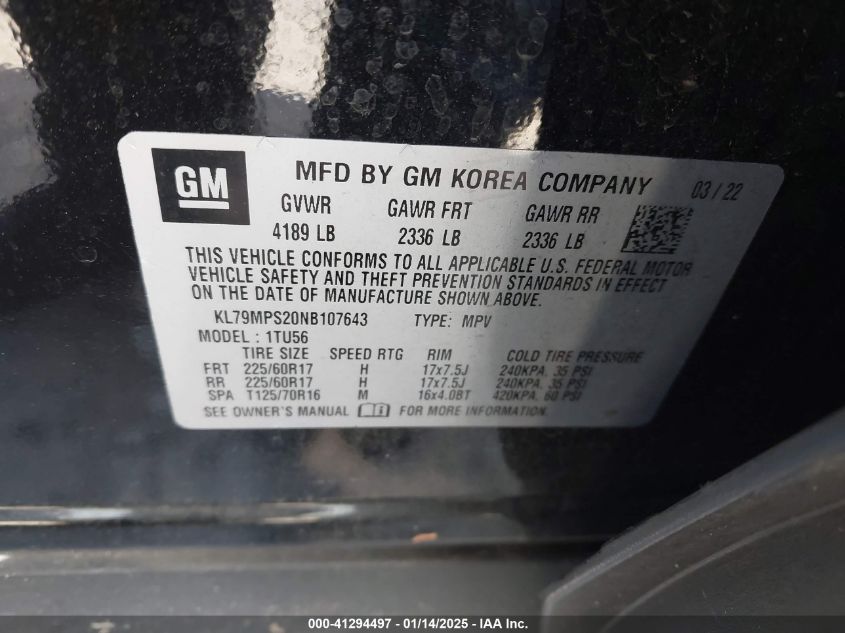 GM MFD BY GM KOREA COMPANY 03/22
GVWR GAWR FRT GAWR RR
4189 LB 2336 LB 2336 LB
THIS VEHICLE CONFORMS TO ALL APPLICABLE U.S. FEDERAL MOTOR
VEHICLE SAFETY AND THEFT PREVENTION STANDARDS IN EFFECT
ON THE DATE OF MANUFACTURE SHOWN ABOVE.
KL79MPS20NB107643 TYPE: MPV
MODEL : 1TU56
TIRE SIZE SPEED RTG RIM COLD TIRE PRESSURE
FRT 225/60R17 H 17x7.5J 240KPA. 35 PSI
RR 225/60R17 H 17x7.5J 240KPA. 35 PSI
SPA T125/70R16 M 16x4.0BT 420KPA. 60 PSI
SEE OWNER'S MANUAL FOR MORE INFORMATION.
000-41294497 - 01/14/2025 - IAA Inc.